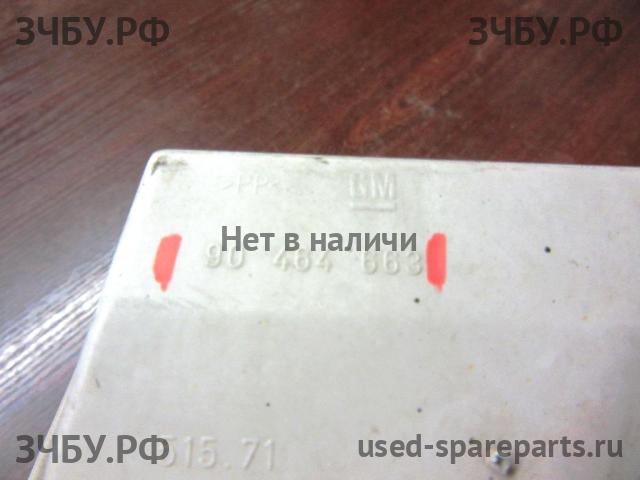 ЗЧБУ.РФ ЗЧБУ.РФ
>PP< GM
Нет в наличи
90 464 663
515.71
ЗЧБУ.РФ used-spareparts.ru